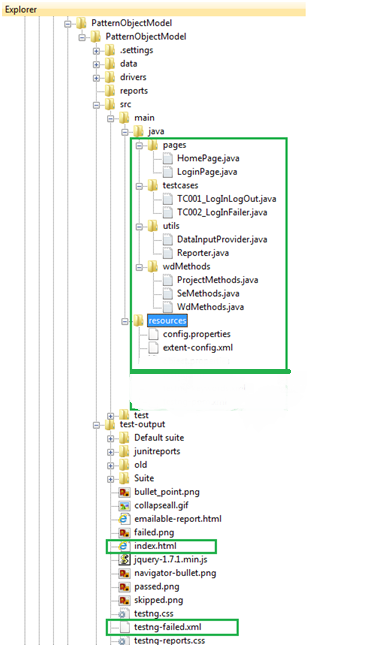 Explorer
PatternObjectModel
PatternObjectModel
.settings
data
drivers
reports
src
main
java
pages
HomePage.java
LoginPage.java
testcases
TC001_LogInLogOut.java
TC002_LogInFailer.java
utils
DataInputProvider.java
Reporter.java
wdMethods
ProjectMethods.java
SeMethods.java
WdMethods.java
resources
config.properties
extent-config.xml
test
test-output
Default suite
junitreports
old
Suite
bullet_point.png
collapseall.gif
emailable-report.html
failed.png
index.html
jquery-1.7.1.min.js
navigator-bullet.png
passed.png
skipped.png
testng.css
testng-failed.xml
testng-reports.css